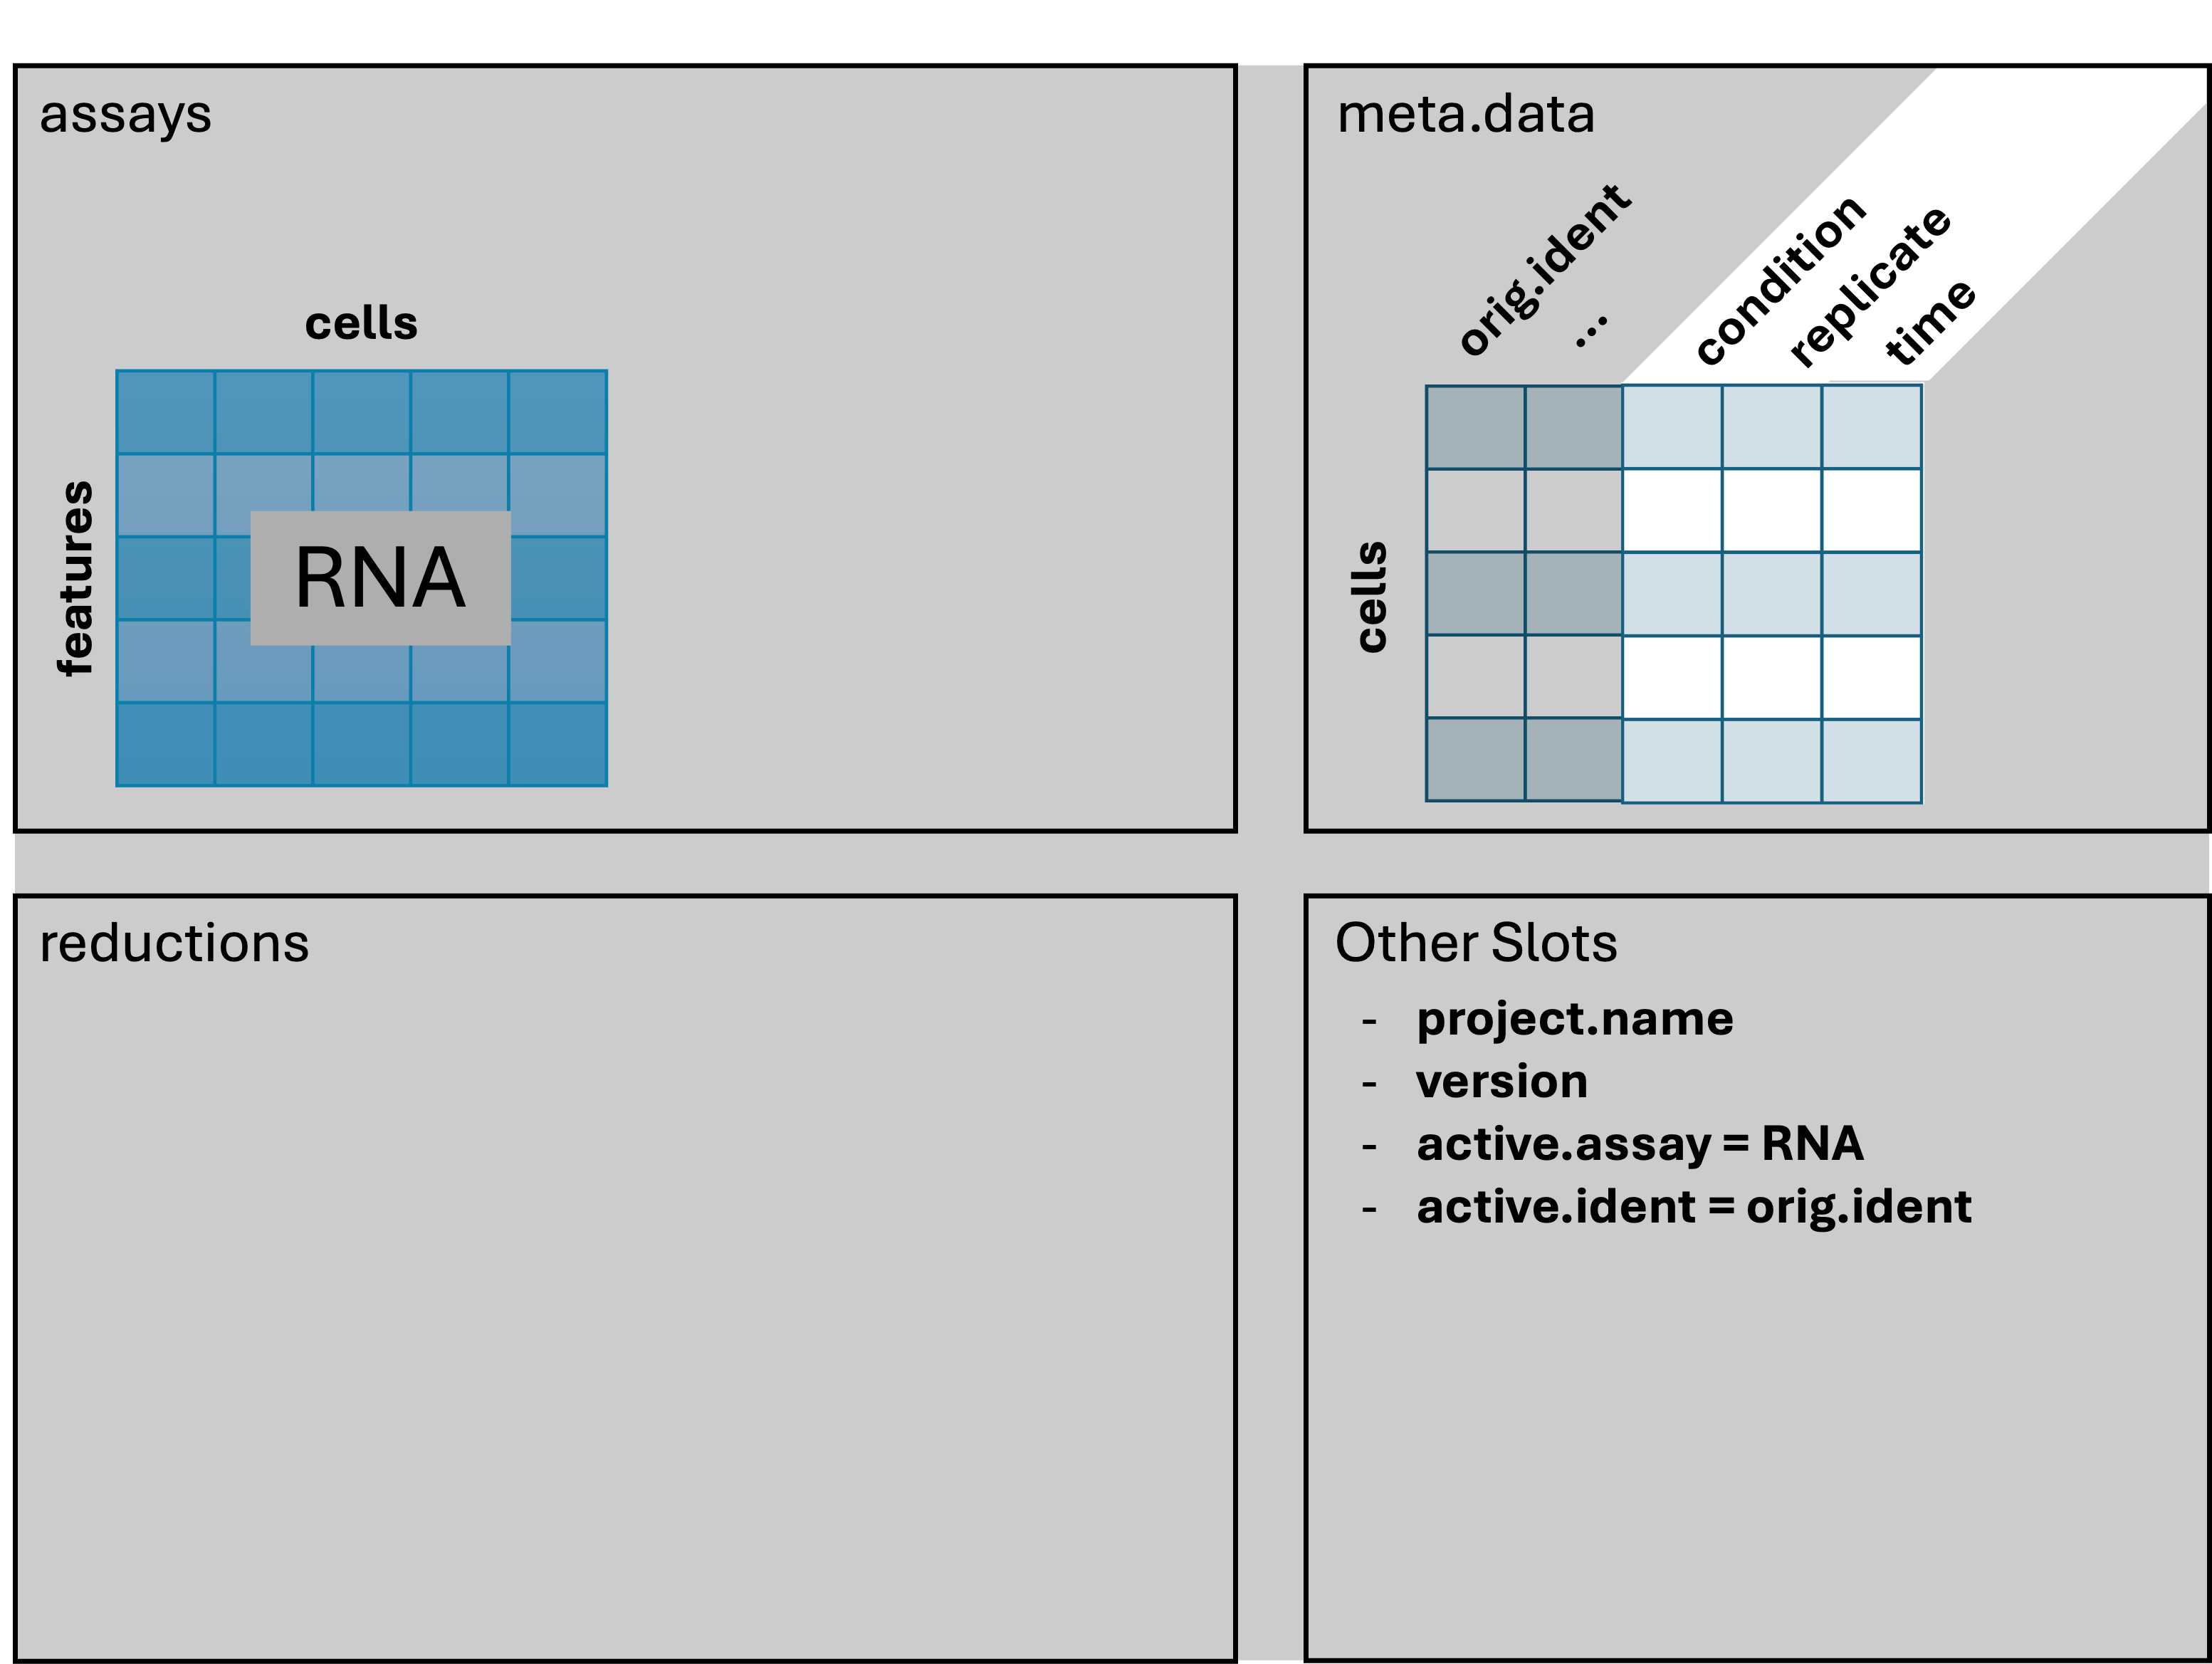 assays
cells
features
RNA
meta.data
orig.ident
...
condition
replicate
time
cells
reductions
Other Slots
- project.name
- version
- active.assay = RNA
- active.ident = orig.ident